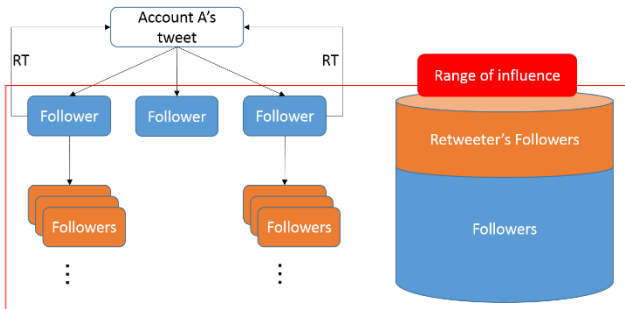 Account A's
tweet
RT
RT
Range of influence
Follower
Follower
Follower
Retweeter's Followers
Followers
Followers
Followers